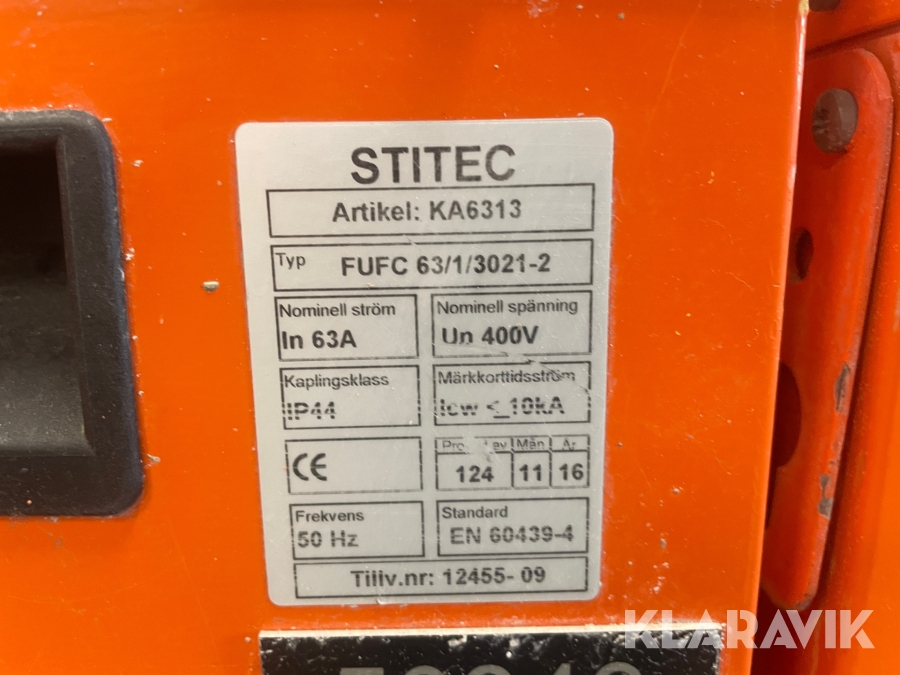 STITEC
Artikel: KA6313
Typ FUFC 63/1/3021-2
Nominell ström
In 63A
Nominell spänning
Un 400V
Kaplingsklass
IP44
Märkkorttidsström
Icw <_10kA
CE
Mån År
124 11 16
Frekvens
50 Hz
Standard
EN 60439-4
Tiliv.nr: 12455- 09
KLARAVIK